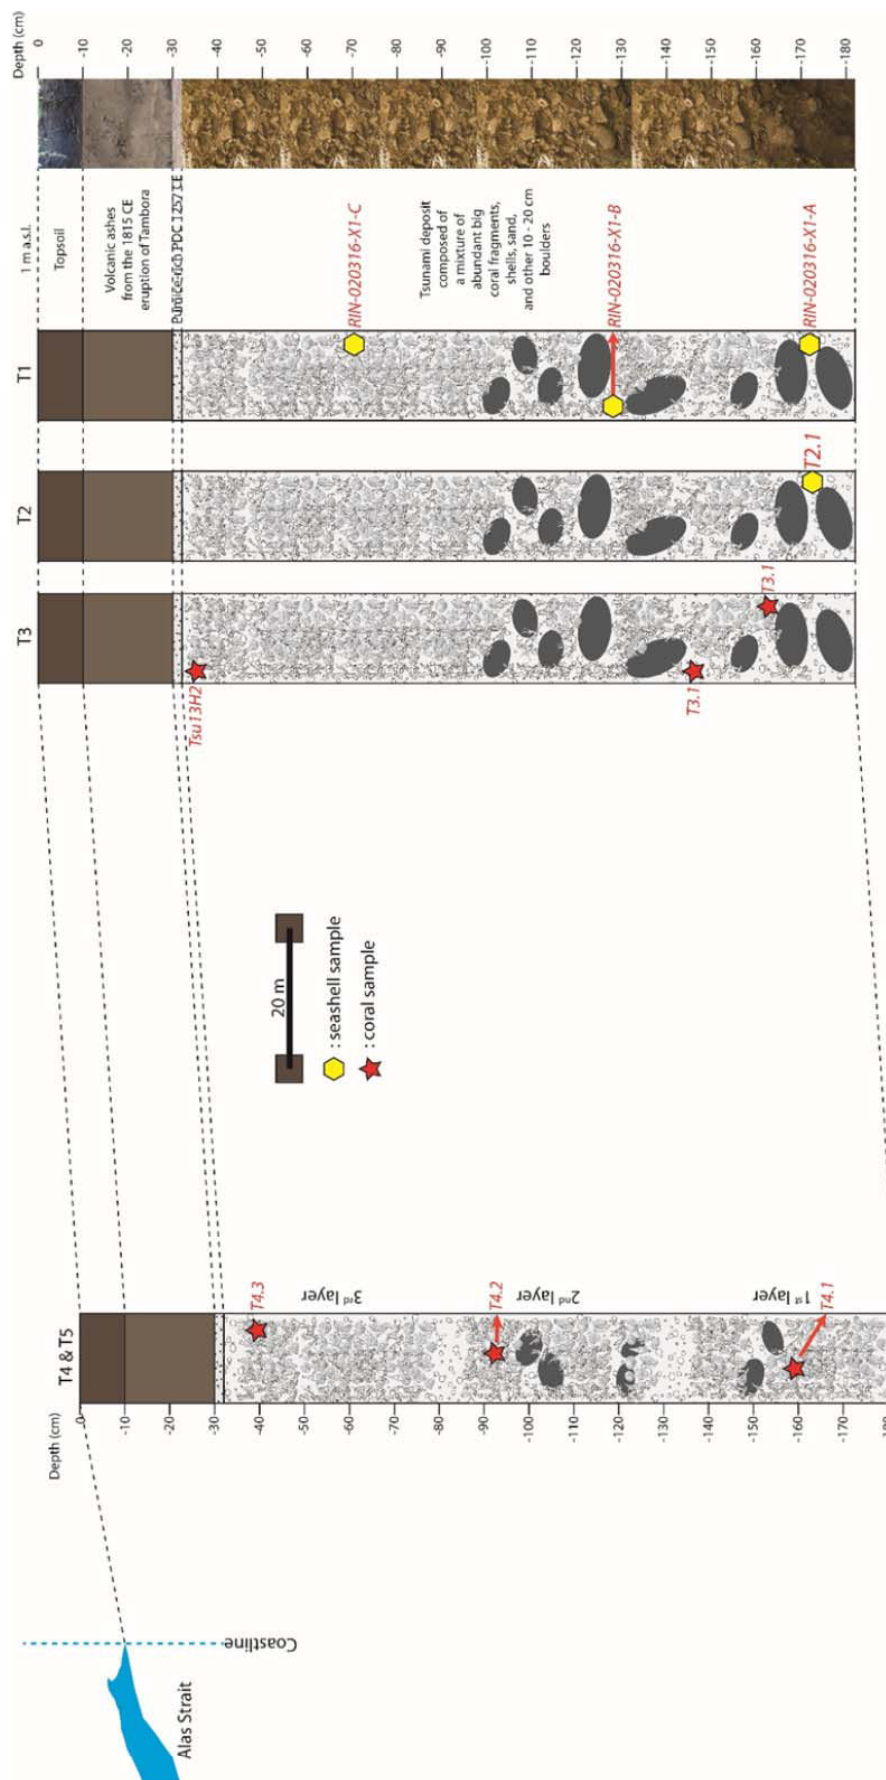 Alas Strait
Coastline
Depth (cm)
0
-10
-20
-30
-40
-50
-60
-70
-80
-90
-100
-110
-120
-130
-140
-150
-160
-170
T4 & T5
T4.3
3rd layer
T4.2
2nd layer
1st layer
T4.1
20 m
: seashell sample
: coral sample
T3
Tsu13H2
T3.1
T3.1
T2
T2.1
T1
RIN-020316-X1-C
RIN-020316-X1-B
RIN-020316-X1-A
1 m a.s.l.
Topsoil
Volcanic ashes
from the 1815 CE
eruption of Tambora
Pumice-rich PDC 1257 CE
Tsunami deposit
composed of
a mixture of
abundant big
coral fragments,
shells, sand,
and other 10 - 20 cm
boulders
Depth (cm)
0
-10
-20
-30
-40
-50
-60
-70
-80
-90
-100
-110
-120
-130
-140
-150
-160
-170
-180